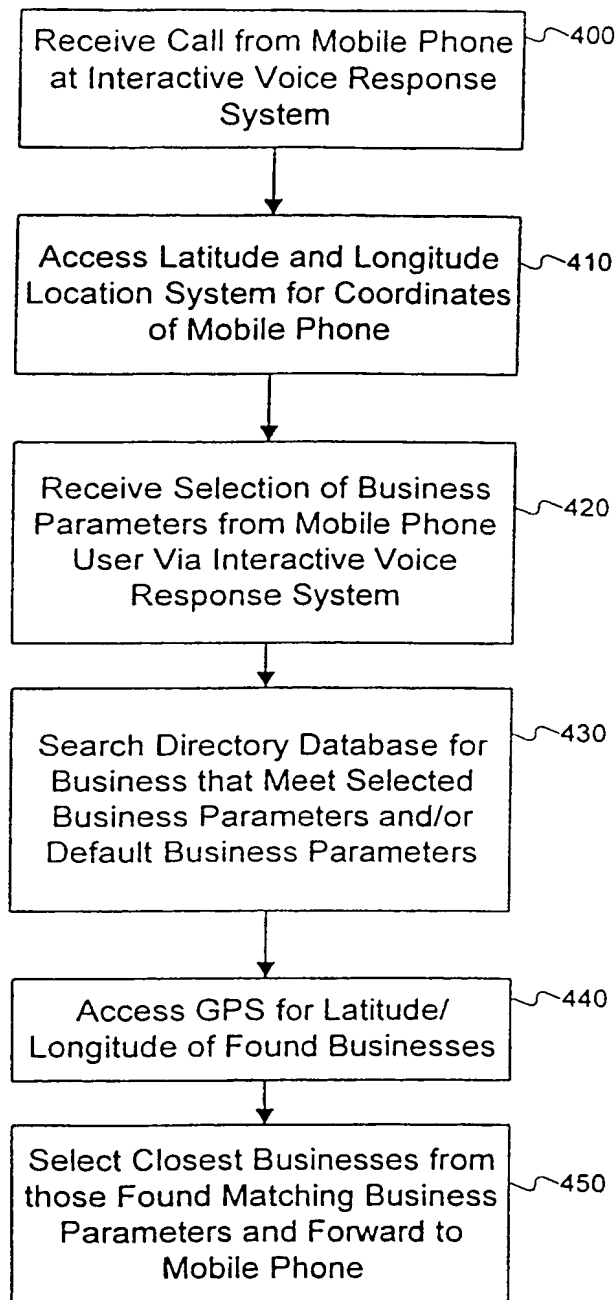 Receive Call from Mobile Phone
at Interactive Voice Response
System
400
Access Latitude and Longitude
Location System for Coordinates
of Mobile Phone
410
Receive Selection of Business
Parameters from Mobile Phone
User Via Interactive Voice
Response System
420
Search Directory Database for
Business that Meet Selected
Business Parameters and/or
Default Business Parameters
430
Access GPS for Latitude/
Longitude of Found Businesses
440
Select Closest Businesses from
those Found Matching Business
Parameters and Forward to
Mobile Phone
450